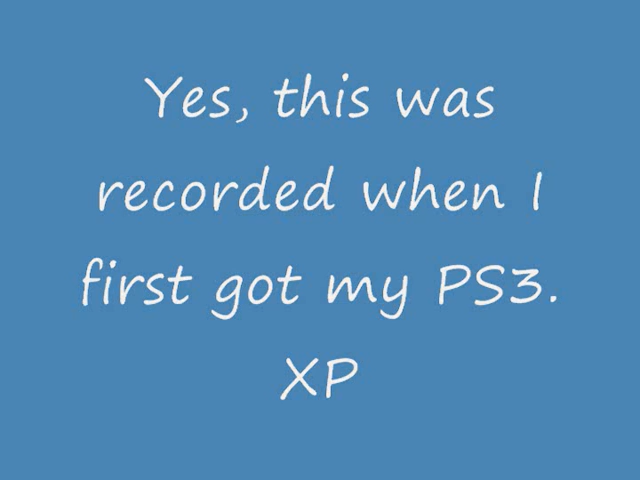 Yes, this was
recorded when I
first got my PS3.
XP